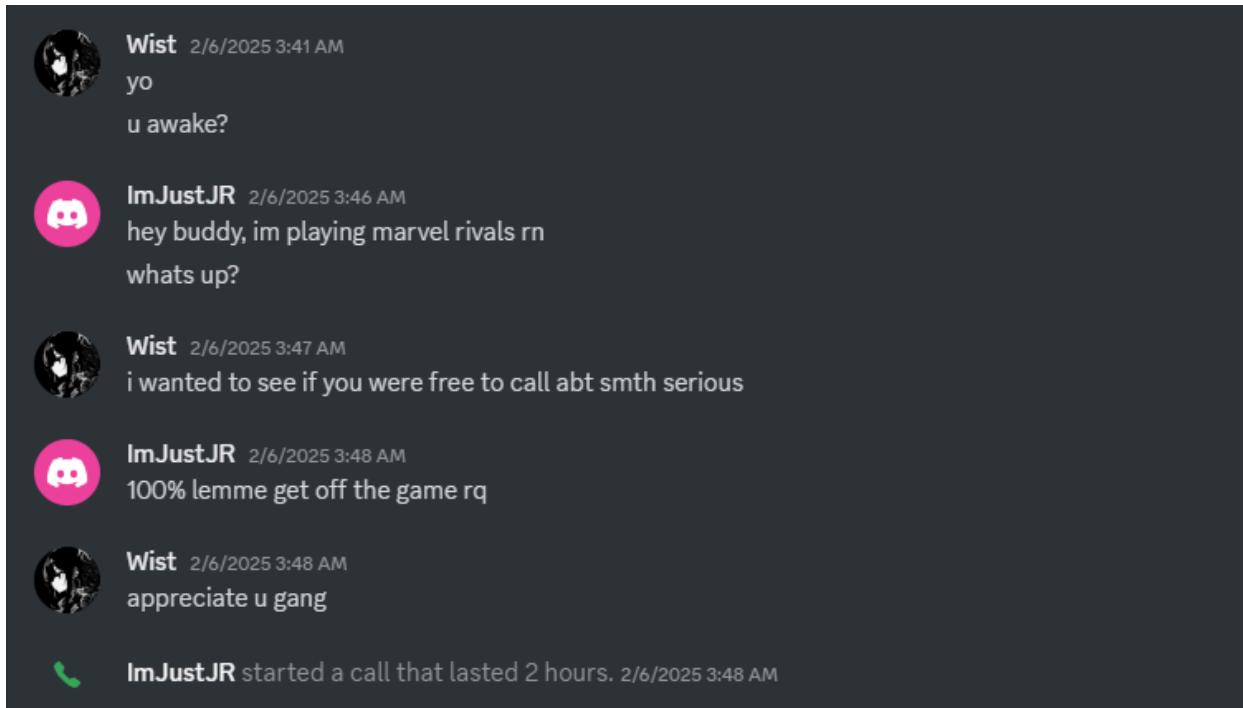 Wist 2/6/2025 3:41 AM
yo
u awake?
ImJustJR 2/6/2025 3:46 AM
hey buddy, im playing marvel rivals rn
whats up?
Wist 2/6/2025 3:47 AM
i wanted to see if you were free to call abt smth serious
ImJustJR 2/6/2025 3:48 AM
100% lemme get off the game rq
Wist 2/6/2025 3:48 AM
appreciate u gang
ImJustJR started a call that lasted 2 hours. 2/6/2025 3:48 AM